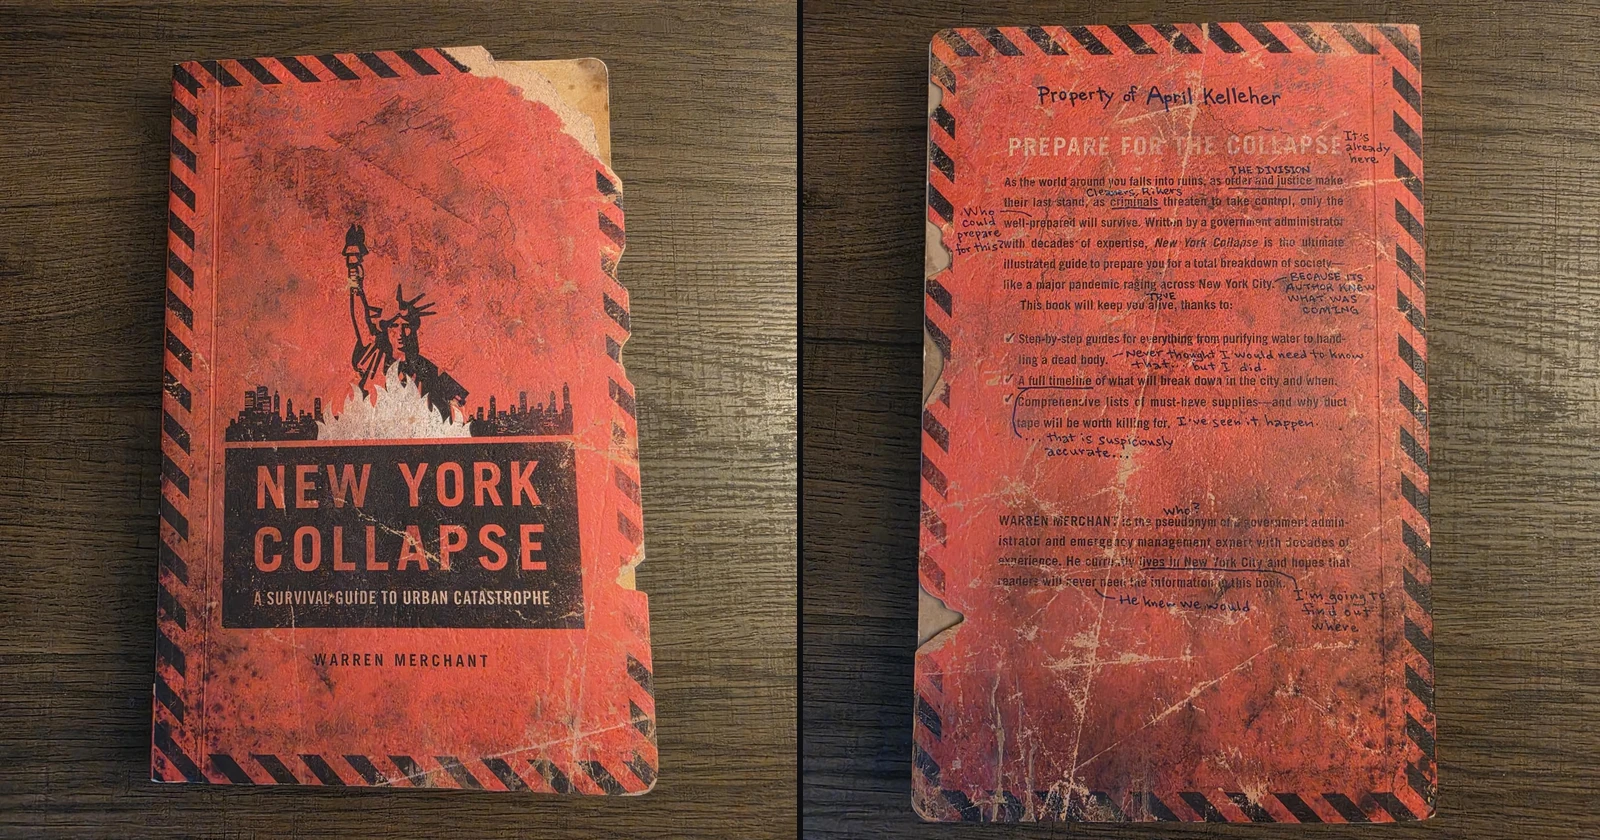 NEW YORK
COLLAPSE
A SURVIVAL GUIDE TO URBAN CATASTROPHE
WARREN MERCHANT
Property of April Kelleher
PREPARE FOR THE COLLAPSE
It's
already
here
THE DIVISION
As the world around you falls into ruins, as order and justice make
Cleaners, Rikers
their last stand, as criminals threaten to take control, only the
Who
could
prepare
for this?
well-prepared will survive. Written by a government administrator
with decades of expertise, New York Collapse is the ultimate
illustrated guide to prepare you for a total breakdown of society—
like a major pandemic raging across New York City.
BECAUSE ITS
AUTHOR KNEW
WHAT WAS
COMING
TRUE
This book will keep you alive, thanks to:
✓ Step-by-step guides for everything from purifying water to hand-
ling a dead body.
Never thought I would need to know
that... but I did.
✓ A full timeline of what will break down in the city and when.
✓ Comprehensive lists of must-have supplies—and why duct
tape will be worth killing for.
I've seen it happen.
... that is suspiciously
accurate...
who?
WARREN MERCHANT is the pseudonym of a government admin-
istrator and emergency management expert with decades of
experience. He currently lives in New York City and hopes that
readers will never need the information in this book.
He knew we would
I'm going to
find out
where